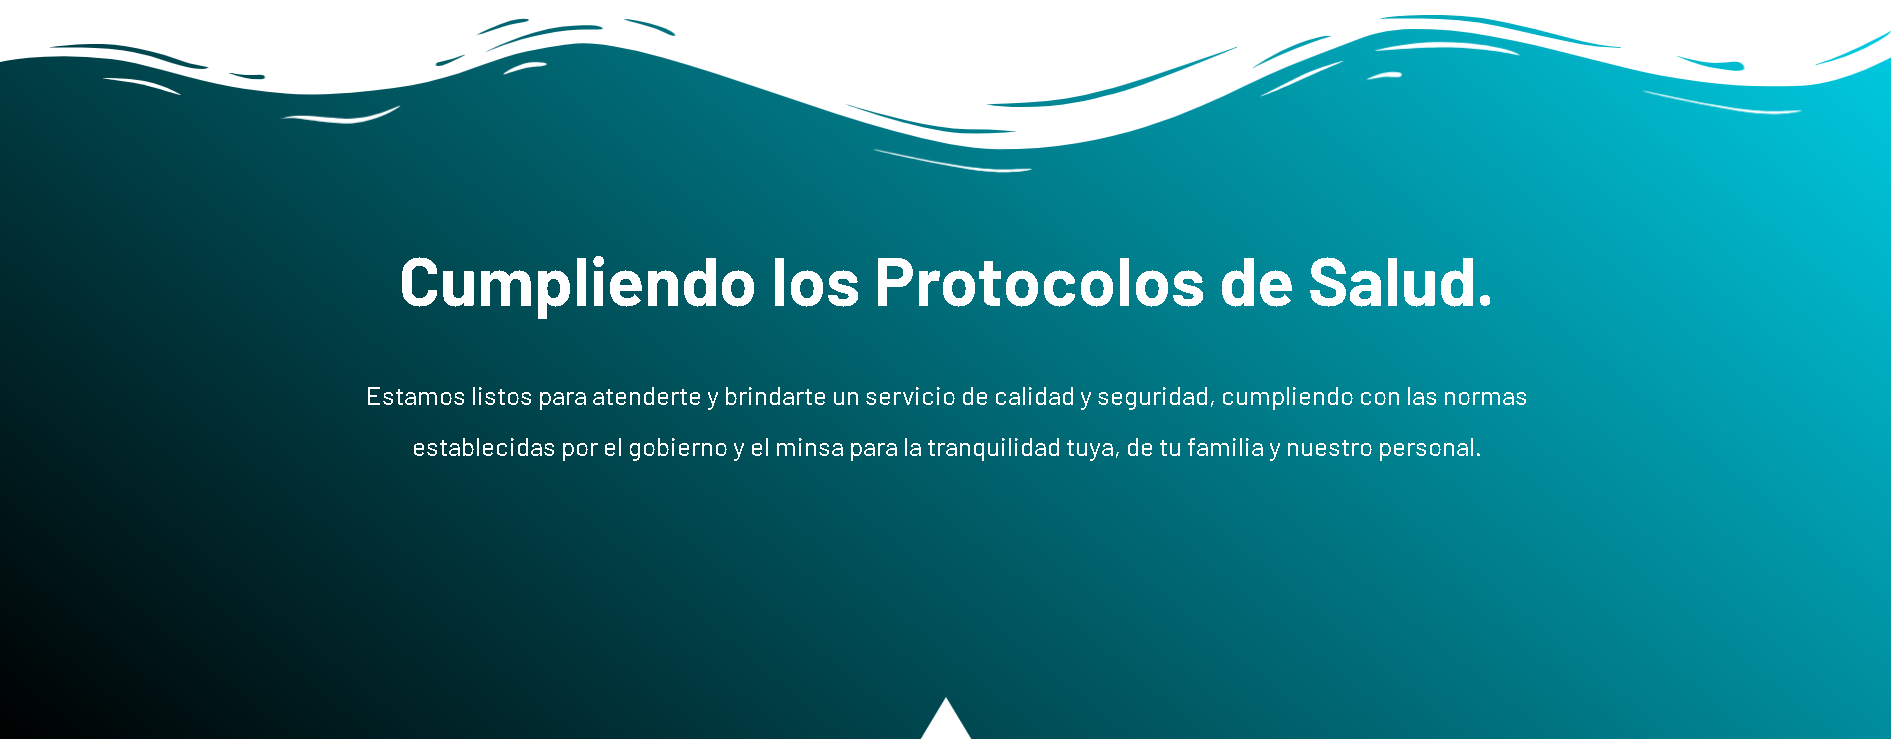 Cumpliendo los Protocolos de Salud.
Estamos listos para atenderte y brindarte un servicio de calidad y seguridad, cumpliendo con las normas
establecidas por el gobierno y el minsa para la tranquilidad tuya, de tu familia y nuestro personal.